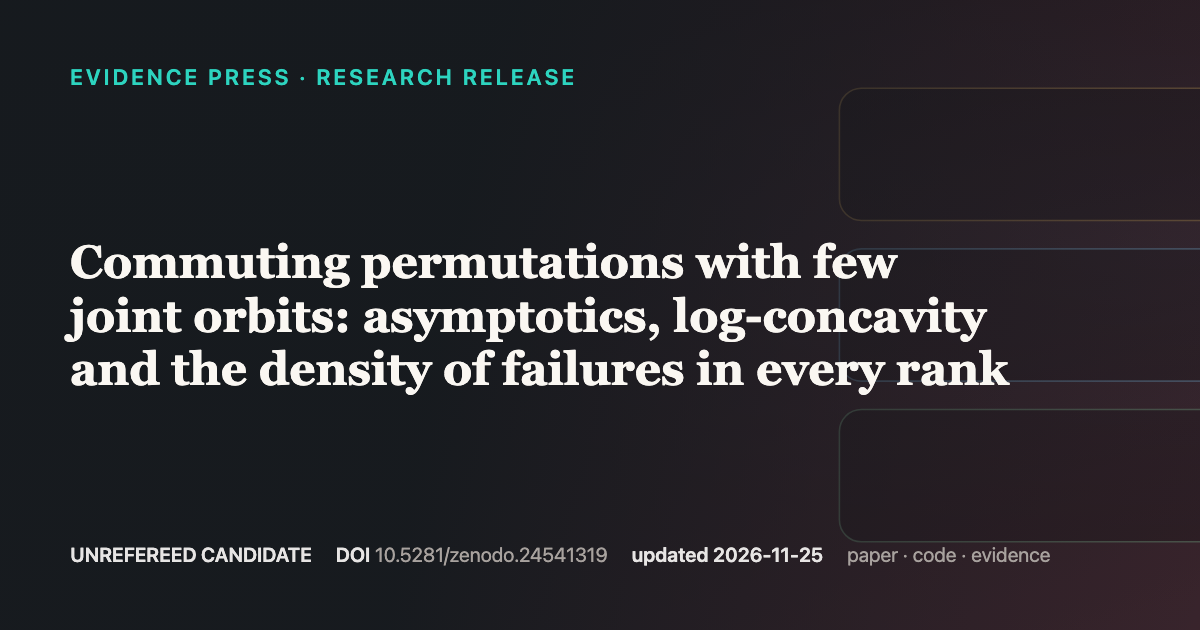 EVIDENCE PRESS · RESEARCH RELEASE
Commuting permutations with few
joint orbits: asymptotics, log-concavity
and the density of failures in every rank
UNREFEREED CANDIDATE DOI 10.5281/zenodo.24541319 updated 2026-11-25 paper · code · evidence